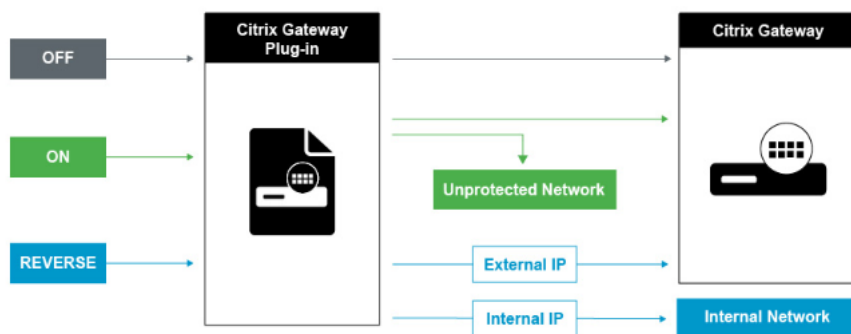 Citrix Gateway
Plug-in
Citrix Gateway
OFF
ON
Unprotected Network
REVERSE
External IP
Internal IP
Internal Network